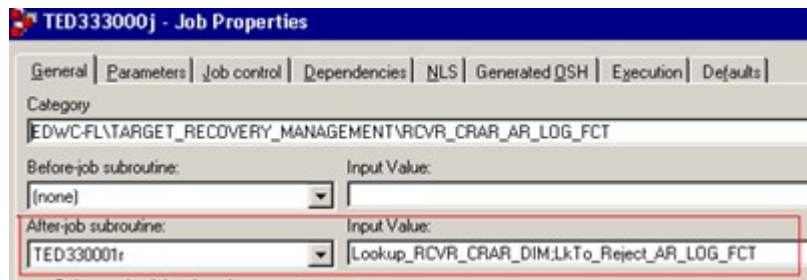 TED333000j - Job Properties
General Parameters Job control Dependencies NLS Generated OSH Execution Defaults
Category
EDWC-FL\TARGET_RECOVERY_MANAGEMENT\RCVR_CRAR_AR_LOG_FCT
Before-job subroutine: Input Value:
(none)
After-job subroutine: Input Value:
TED330001r Lookup_RCVR_CRAR_DIM;LkTo_Reject_AR_LOG_FCT